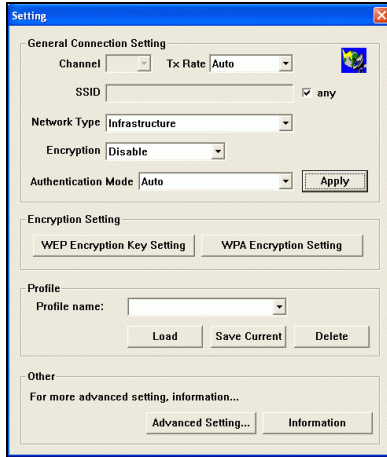 Setting
General Connection Setting
Channel Tx Rate Auto
SSID any
Network Type Infrastructure
Encryption Disable
Authentication Mode Auto Apply
Encryption Setting
WEP Encryption Key Setting WPA Encryption Setting
Profile
Profile name:
Load Save Current Delete
Other
For more advanced setting, information...
Advanced Setting... Information